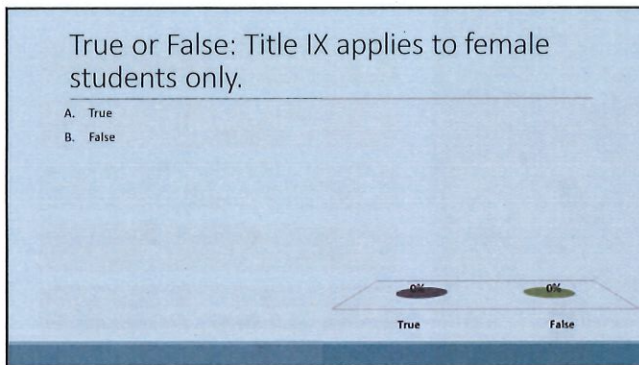 True or False: Title IX applies to female
students only.
A. True
B. False
0% 0%
True False